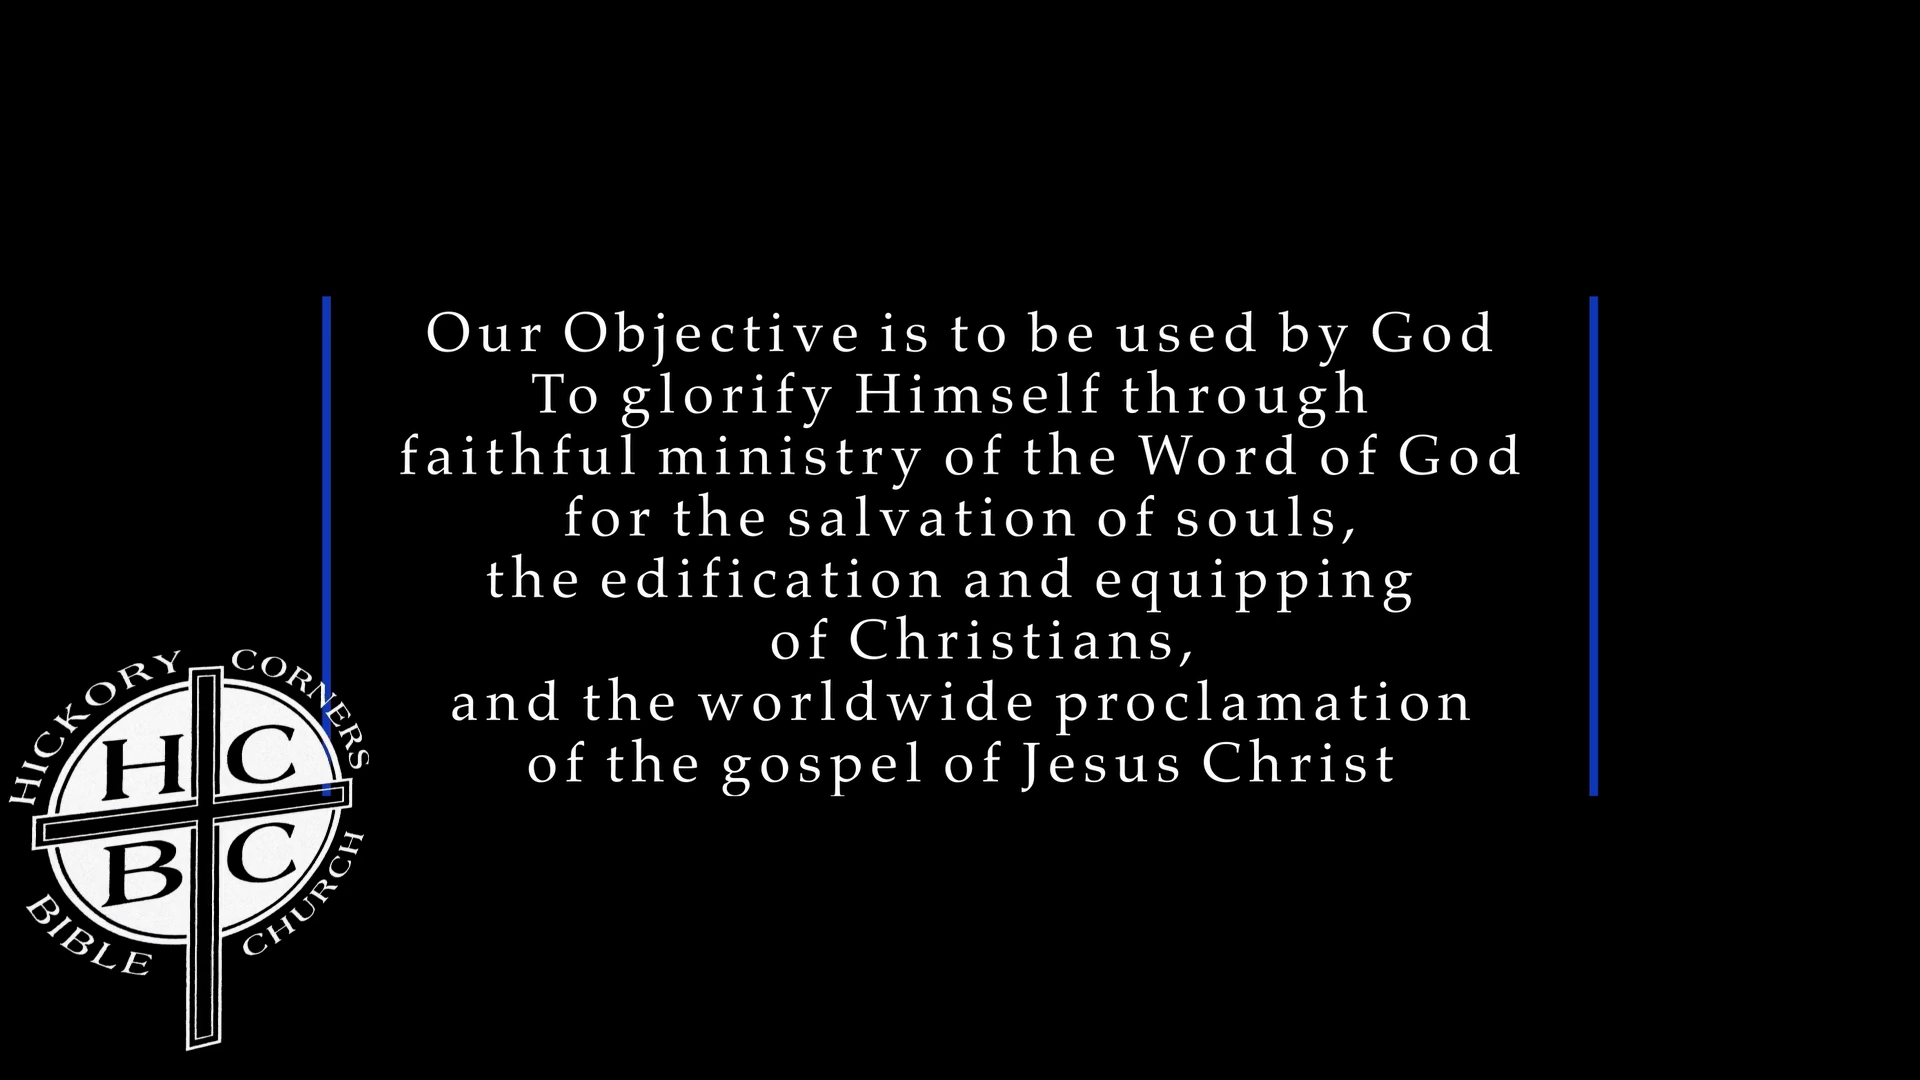 Our Objective is to be used by God
To glorify Himself through
faithful ministry of the Word of God
for the salvation of souls,
the edification and equipping
of Christians,
and the worldwide proclamation
of the gospel of Jesus Christ
HICKORY CORNERS
H C
B C
BIBLE CHURCH